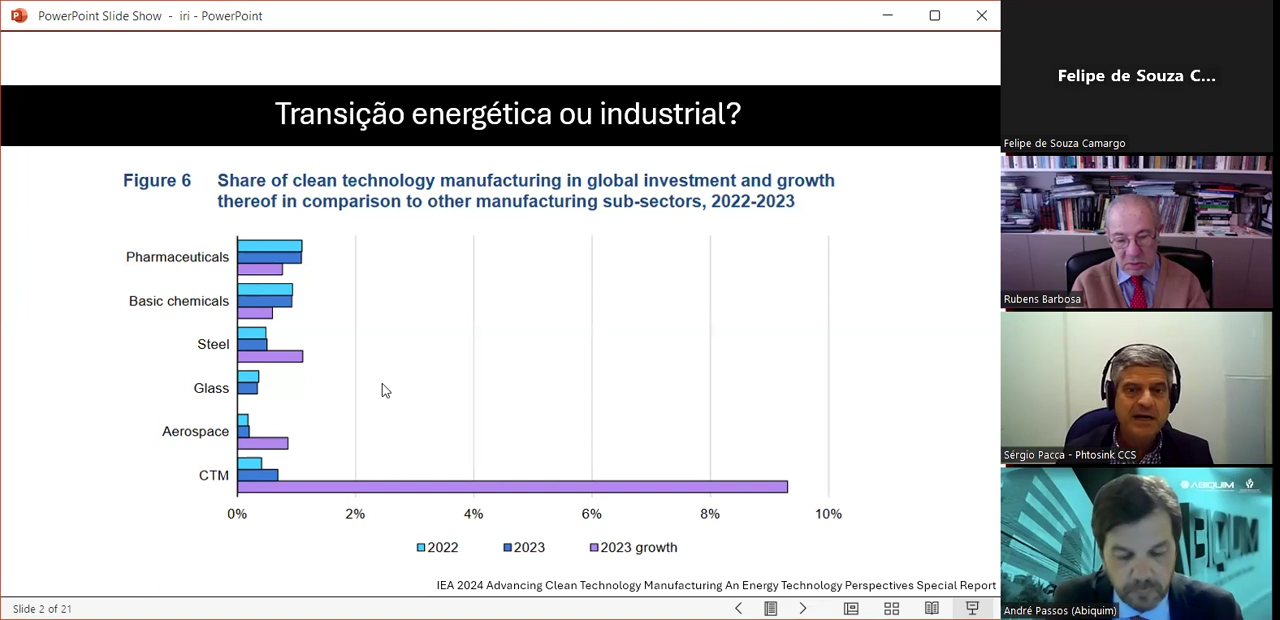 PowerPoint Slide Show - iri - PowerPoint
Transição energética ou industrial?
Figure 6 Share of clean technology manufacturing in global investment and growth
thereof in comparison to other manufacturing sub-sectors, 2022-2023
Pharmaceuticals
Basic chemicals
Steel
Glass
Aerospace
CTM
0% 2% 4% 6% 8% 10%
2022 2023 2023 growth
IEA 2024 Advancing Clean Technology Manufacturing An Energy Technology Perspectives Special Report
Slide 2 of 21
Felipe de Souza C...
Felipe de Souza Camargo
Rubens Barbosa
Sérgio Pacca - Phtosink CCS
ABIQUIM
André Passos (Abiquim)